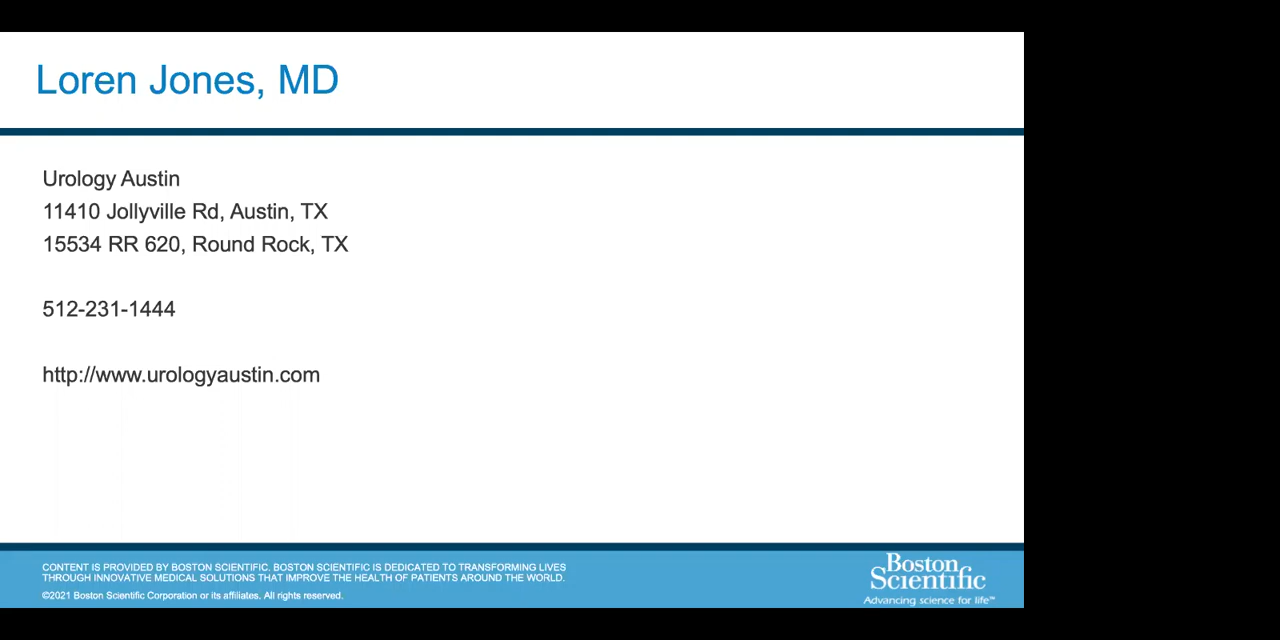 Loren Jones, MD
Urology Austin
11410 Jollyville Rd, Austin, TX
15534 RR 620, Round Rock, TX
512-231-1444
http://www.urologyaustin.com
CONTENT IS PROVIDED BY BOSTON SCIENTIFIC. BOSTON SCIENTIFIC IS DEDICATED TO TRANSFORMING LIVES
THROUGH INNOVATIVE MEDICAL SOLUTIONS THAT IMPROVE THE HEALTH OF PATIENTS AROUND THE WORLD.
©2021 Boston Scientific Corporation or its affiliates. All rights reserved.
Boston
Scientific
Advancing science for life™